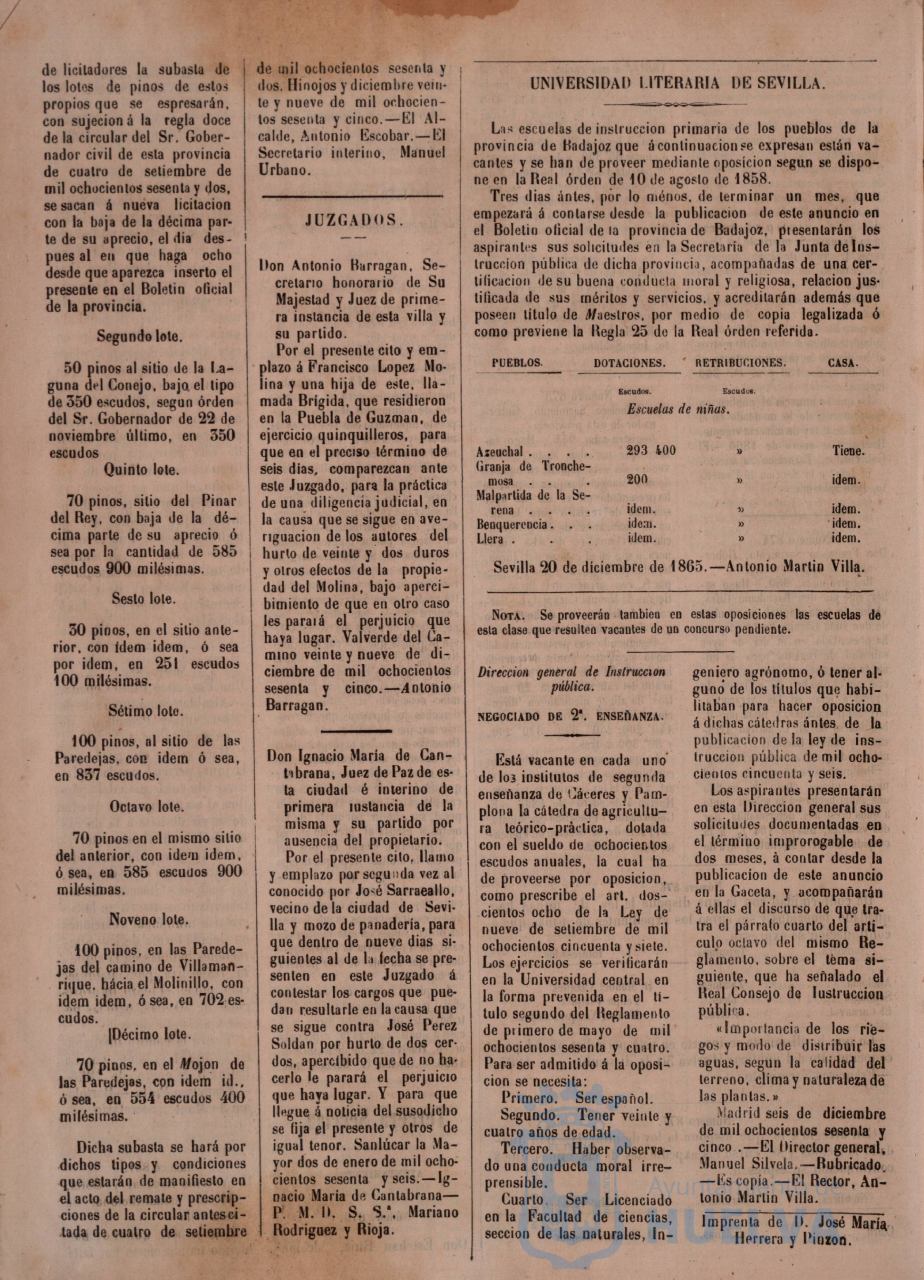 de licitadores la subasta de
los lotes de pinos de estos
propios que se espresarán,
con sujecion á la regla doce
de la circular del Sr. Gober-
nador civil de esta provincia
de cuatro de setiembre de
mil ochocientos sesenta y dos,
se sacan á nueva licitacion
con la baja de la décima par-
te de su aprecio, el dia des-
pues al en que haga ocho
desde que aparezca inserto el
presente en el Boletin oficial
de la provincia.
Segundo lote.
50 pinos al sitio de la La-
guna del Conejo, bajo el tipo
de 350 escudos, segun órden
del Sr. Gobernador de 22 de
noviembre último, en 350
escudos
Quinto lote.
70 pinos, sitio del Pinar
del Rey, con baja de la dé-
cima parte de su aprecio ó
sea por la cantidad de 585
escudos 900 milésimas.
Sesto lote.
30 pinos, en el sitio ante-
rior, con idem idem, ó sea
por idem, en 251 escudos
100 milésimas.
Sétimo lote.
100 pinos, al sitio de las
Paredejas, con idem ó sea,
en 837 escudos.
Octavo lote.
70 pinos en el mismo sitio
del anterior, con idem idem,
ó sea, en 585 escudos 900
milésimas.
Noveno lote.
100 pinos, en las Parede-
jas del camino de Villaman-
rique, hácia el Molinillo, con
idem idem, ó sea, en 702 es-
cudos.
Décimo lote.
70 pinos, en el Mojon de
las Paredejas, con idem id.,
ó sea, en 554 escudos 400
milésimas.
Dicha subasta se hará por
dichos tipos y condiciones
que estarán de manifiesto en
el acto del remate y prescrip-
ciones de la circular antes ci-
tada de cuatro de setiembre
de mil ochocientos sesenta y
dos. Hinojos y diciembre vein-
te y nueve de mil ochocien-
tos sesenta y cinco.—El Al-
calde, Antonio Escobar.—El
Secretario interino, Manuel
Urbano.
JUZGADOS.
Don Antonio Barragan, Se-
cretario honorario de Su
Majestad y Juez de prime-
ra instancia de esta villa y
su partido.
Por el presente cito y em-
plazo á Francisco Lopez Mo-
lina y una hija de este, lla-
mada Brígida, que residieron
en la Puebla de Guzman, de
ejercicio quinquilleros, para
que en el preciso término de
seis dias, comparezcan ante
este Juzgado, para la práctica
de una diligencia judicial, en
la causa que se sigue en ave-
riguacion de los autores del
hurto de veinte y dos duros
y otros efectos de la propie-
dad del Molina, bajo aperci-
bimiento de que en otro caso
les parará el perjuicio que
haya lugar. Valverde del Ca-
mino veinte y nueve de di-
ciembre de mil ochocientos
sesenta y cinco.—Antonio
Barragan.
Don Ignacio Maria de Can-
tabrana, Juez de Paz de es-
ta ciudad é interino de
primera instancia de la
misma y su partido por
ausencia del propietario.
Por el presente cito, llamo
y emplazo por segunda vez al
conocido por José Sarraeallo,
vecino de la ciudad de Sevi-
lla y mozo de panadería, para
que dentro de nueve dias si-
guientes al de la fecha se pre-
senten en este Juzgado á
contestar los cargos que pue-
dan resultarle en la causa que
se sigue contra José Perez
Soldan por hurto de dos cer-
dos, apercibido que de no ha-
cerlo le parará el perjuicio
que haya lugar. Y para que
llegue á noticia del susodicho
se fija el presente y otros de
igual tenor. Sanlúcar la Ma-
yor dos de enero de mil ocho-
cientos sesenta y seis.—Ig-
nacio Maria de Cantabrana—
P. M. D. S. S.ª, Mariano
Rodriguez y Rioja.
UNIVERSIDAD LITERARIA DE SEVILLA.
Las escuelas de instruccion primaria de los pueblos de la
provincia de Badajoz que á continuacion se expresan están va-
cantes y se han de proveer mediante oposicion segun se dispo-
ne en la Real órden de 10 de agosto de 1858.
Tres dias ántes, por lo ménos, de terminar un mes, que
empezará á contarse desde la publicacion de este anuncio en
el Boletin oficial de la provincia de Badajoz, presentarán los
aspirantes sus solicitudes en la Secretaría de la Junta de Ins-
truccion pública de dicha provincia, acompañadas de una cer-
tificacion de su buena conducta moral y religiosa, relacion jus-
tificada de sus méritos y servicios, y acreditarán además que
poseen título de Maestros, por medio de copia legalizada ó
como previene la Regla 25 de la Real órden referida.
PUEBLOS. DOTACIONES. RETRIBUCIONES. CASA.
Escudos. Escudos.
Escuelas de niñas.
Azeuchal . . . . 293 400 » Tiene.
Granja de Tronche-
mosa . . . 200 » idem.
Malpartida de la Se-
rena . . . . idem. » idem.
Benquerencia . . . idem. » idem.
Llera . . . idem. » idem.
Sevilla 20 de diciembre de 1865.—Antonio Martin Villa.
NOTA. Se proveerán tambien en estas oposiciones las escuelas de
esta clase que resulten vacantes de un concurso pendiente.
Direccion general de Instruccion
pública.
NEGOCIADO DE 2ª. ENSEÑANZA.
Está vacante en cada uno
de los institutos de segunda
enseñanza de Cáceres y Pam-
plona la cátedra de agricultu-
ra teórico-práctica, dotada
con el sueldo de ochocientos
escudos anuales, la cual ha
de proveerse por oposicion,
como prescribe el art. dos-
cientos ocho de la Ley de
nueve de setiembre de mil
ochocientos cincuenta y siete.
Los ejercicios se verificarán
en la Universidad central en
la forma prevenida en el tí-
tulo segundo del Reglamento
de primero de mayo de mil
ochocientos sesenta y cuatro.
Para ser admitido á la oposi-
cion se necesita:
Primero. Ser español.
Segundo. Tener veinte y
cuatro años de edad.
Tercero. Haber observa-
do una conducta moral irre-
prensible.
Cuarto. Ser Licenciado
en la Facultad de ciencias,
seccion de las naturales, In-
geniero agrónomo, ó tener al-
guno de los títulos que habi-
litaban para hacer oposicion
á dichas cátedras ántes de la
publicacion de la ley de ins-
truccion pública de mil ocho-
cientos cincuenta y seis.
Los aspirantes presentarán
en esta Direccion general sus
solicitudes documentadas en
el término improrogable de
dos meses, á contar desde la
publicacion de este anuncio
en la Gaceta, y acompañarán
á ellas el discurso de que tra-
tra el párrafo cuarto del artí-
culo octavo del mismo Re-
glamento, sobre el tema si-
guiente, que ha señalado el
Real Consejo de Instruccion
pública.
«Importancia de los rie-
gos y modo de distribuir las
aguas, segun la calidad del
terreno, clima y naturaleza de
las plantas.»
Madrid seis de diciembre
de mil ochocientos sesenta y
cinco .—El Director general,
Manuel Silvela.—Rubricado.
—Es copia.—El Rector, An-
tonio Martin Villa.
Imprenta de D. José María
Herrera y Pinzon.